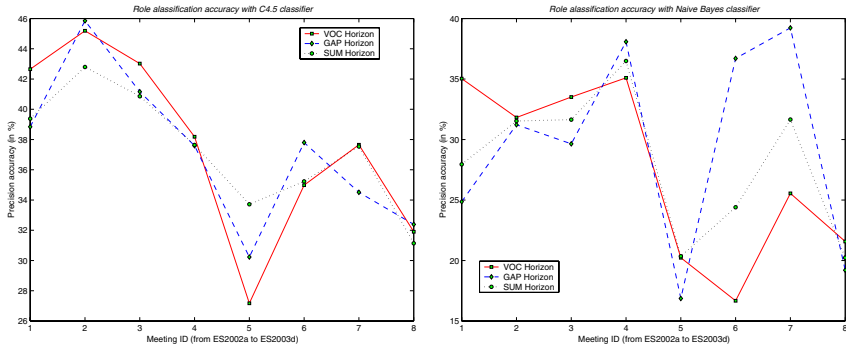 Role alassification accuracy with C4.5 classifier
46
44
42
40
38
36
34
32
30
28
26
Precision accuracy (in %)
VOC Horizon
GAP Horizon
SUM Horizon
1 2 3 4 5 6 7 8
Meeting ID (from ES2002a to ES2003d)
Role alassification accuracy with Naive Bayes classifier
40
35
30
25
20
15
Precision accuracy (in %)
VOC Horizon
GAP Horizon
SUM Horizon
1 2 3 4 5 6 7 8
Meeting ID (from ES2002a to ES2003d)